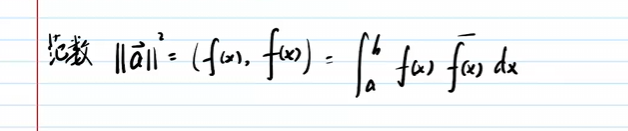 范数 ||a⃗||² = (f(x), f(x)) = ∫ₐᵇ f(x) f̅(x) dx